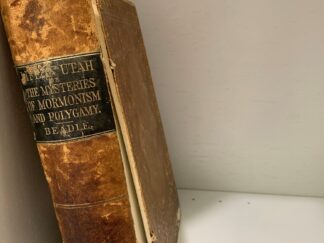 UTAH
THE MYSTERIES
OF MORMONISM
AND POLYGAMY.
BEADLE.